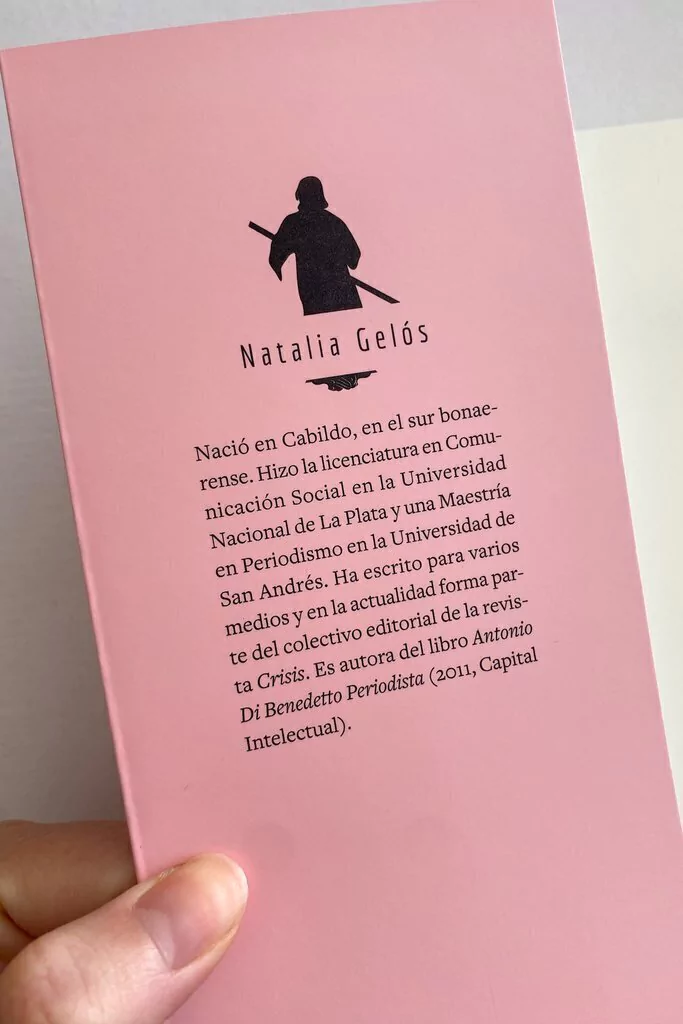 Natalia Gelós
Nació en Cabildo, en el sur bonae-
rense. Hizo la licenciatura en Comu-
nicación Social en la Universidad
Nacional de La Plata y una Maestría
en Periodismo en la Universidad de
San Andrés. Ha escrito para varios
medios y en la actualidad forma par-
te del colectivo editorial de la revis-
ta Crisis. Es autora del libro Antonio
Di Benedetto Periodista (2011, Capital
Intelectual).